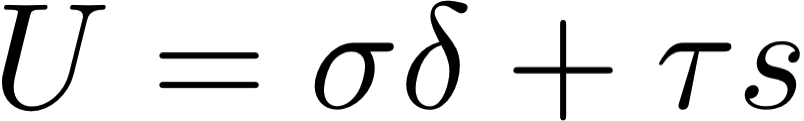 U = σδ + τs